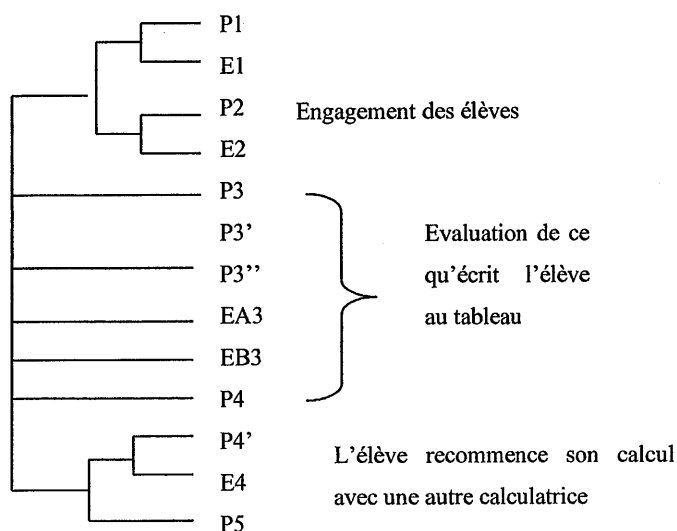 P1
E1
P2
Engagement des élèves
E2
P3
P3’
Evaluation de ce
P3’’
qu’écrit l’élève
EA3
au tableau
EB3
P4
P4’
L’élève recommence son calcul
E4
avec une autre calculatrice
P5